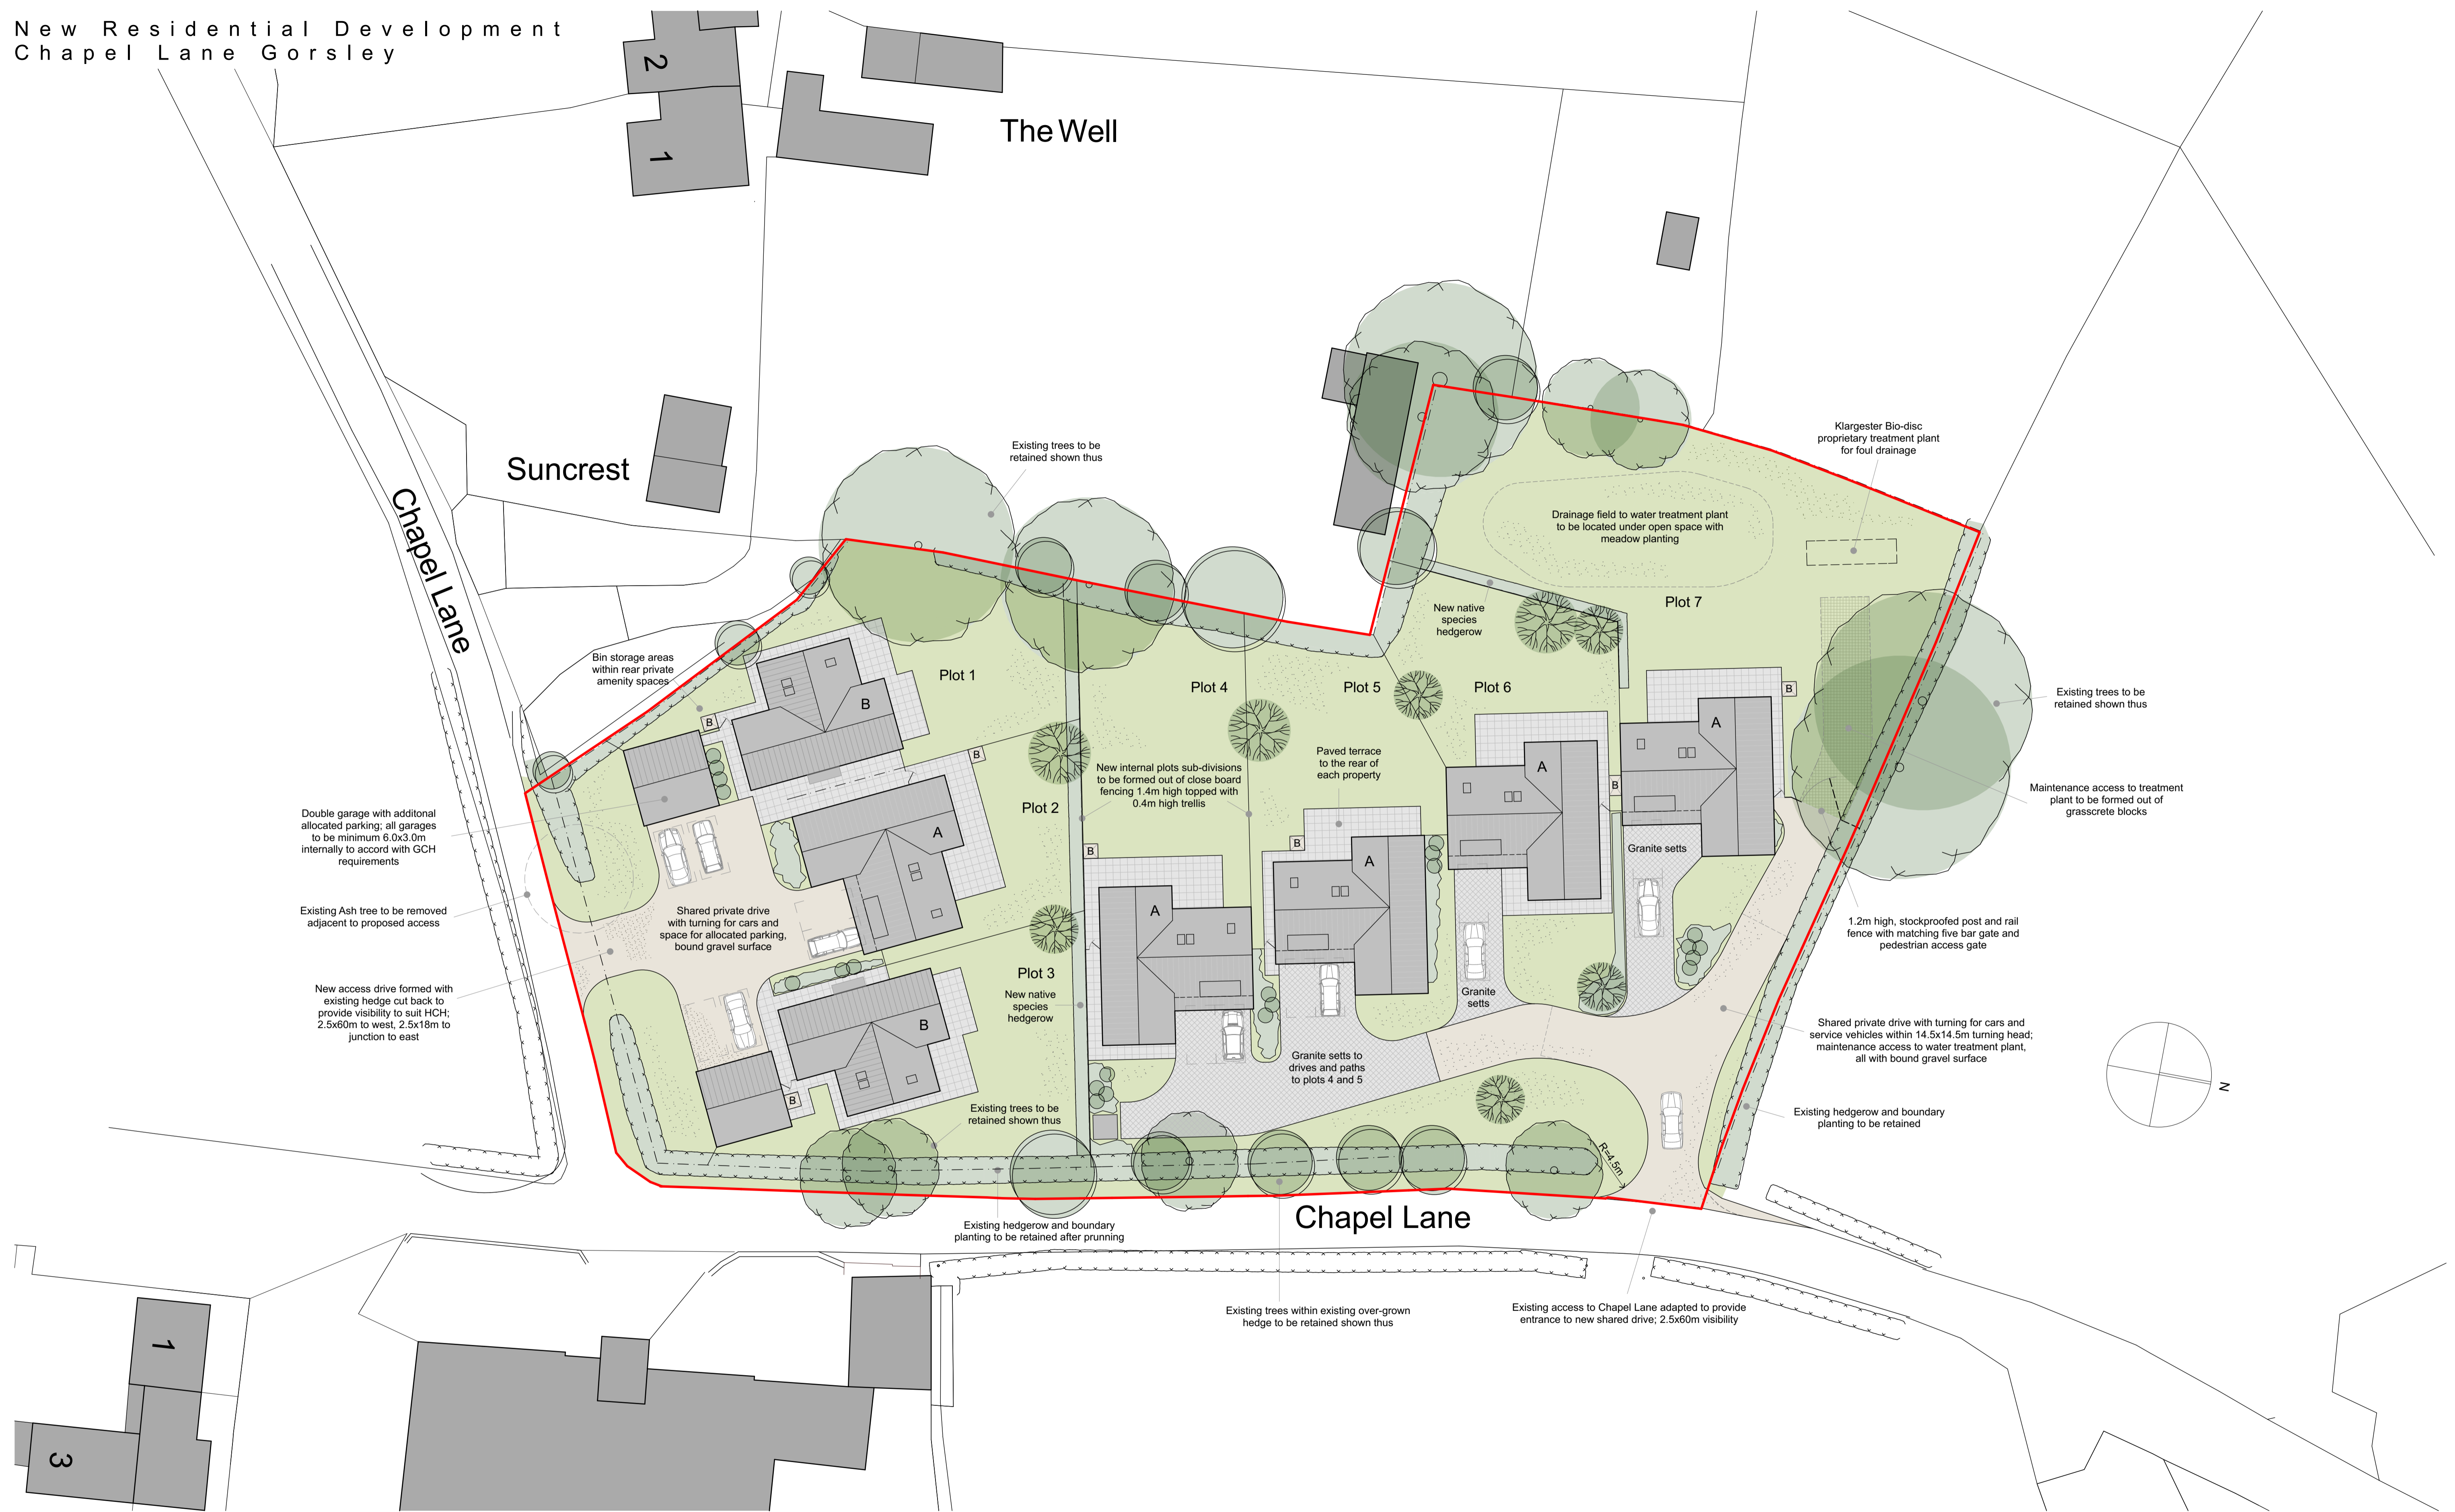 New Residential Development
Chapel Lane Gorsley
2
1
The Well
Suncrest
Chapel Lane
Existing trees to be
retained shown thus
Klargester Bio-disc
proprietary treatment plant
for foul drainage
Drainage field to water treatment plant
to be located under open space with
meadow planting
New native
species
hedgerow
Plot 7
Bin storage areas
within rear private
amenity spaces
Plot 1
Plot 4
Plot 5
Plot 6
B
B
B
A
B
Existing trees to be
retained shown thus
Paved terrace
to the rear of
each property
New internal plots sub-divisions
to be formed out of close board
fencing 1.4m high topped with
0.4m high trellis
A
B
Maintenance access to treatment
plant to be formed out of
grasscrete blocks
Plot 2
Double garage with additonal
allocated parking; all garages
to be minimum 6.0x3.0m
internally to accord with GCH
requirements
A
B
B
A
Granite setts
Existing Ash tree to be removed
adjacent to proposed access
Shared private drive
with turning for cars and
space for allocated parking,
bound gravel surface
A
1.2m high, stockproofed post and rail
fence with matching five bar gate and
pedestrian access gate
Plot 3
New native
species
hedgerow
Granite
setts
New access drive formed with
existing hedge cut back to
provide visibility to suit HCH;
2.5x60m to west, 2.5x18m to
junction to east
B
Shared private drive with turning for cars and
service vehicles within 14.5x14.5m turning head;
maintenance access to water treatment plant,
all with bound gravel surface
Granite setts to
drives and paths
to plots 4 and 5
N
B
Existing trees to be
retained shown thus
Existing hedgerow and boundary
planting to be retained
R=4.5m
Chapel Lane
Existing hedgerow and boundary
planting to be retained after prunning
Existing trees within existing over-grown
hedge to be retained shown thus
Existing access to Chapel Lane adapted to provide
entrance to new shared drive; 2.5x60m visibility
1
3